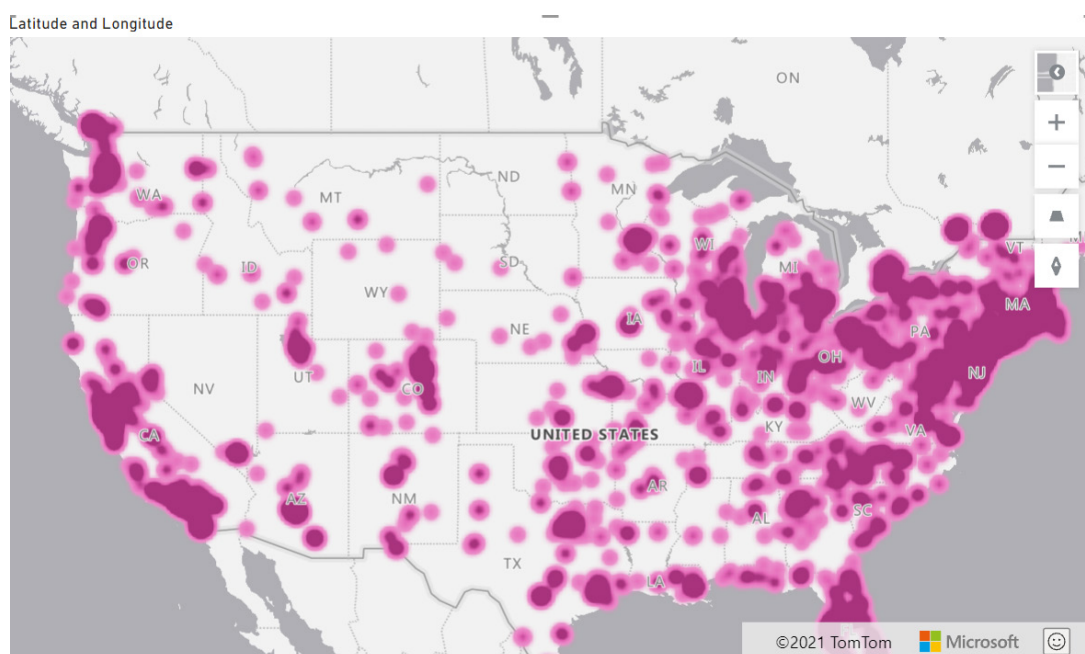 Latitude and Longitude
ON
WA
MT
ND
MN
VT
OR
ID
SD
WI
MI
MA
WY
IA
PA
NE
IL
IN
OH
NJ
NV
UT
CO
WV
CA
UNITED STATES
KY
VA
AZ
NM
AR
AL
SC
TX
LA
©2021 TomTom
Microsoft